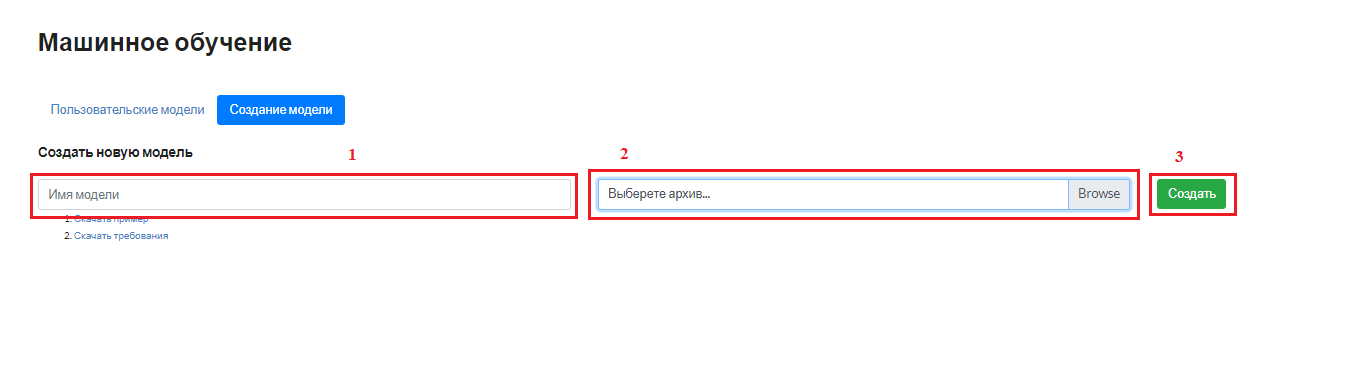 Машинное обучение
Пользовательские модели Создание модели
Создать новую модель 1 2 3
Имя модели Выберете архив... Browse Создать
1. Скачать пример
2. Скачать требования